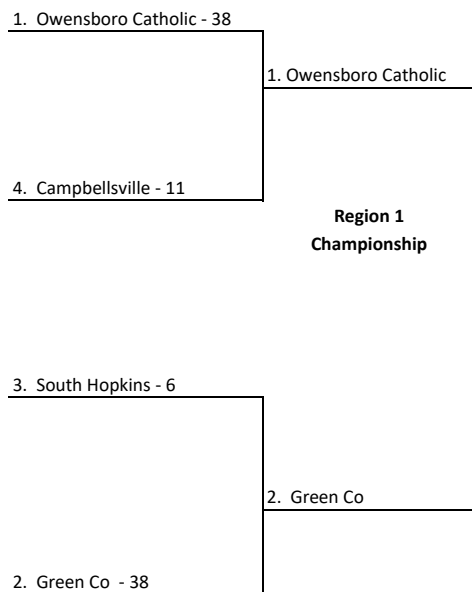 1. Owensboro Catholic - 38
1. Owensboro Catholic
4. Campbellsville - 11
Region 1
Championship
3. South Hopkins - 6
2. Green Co
2. Green Co - 38